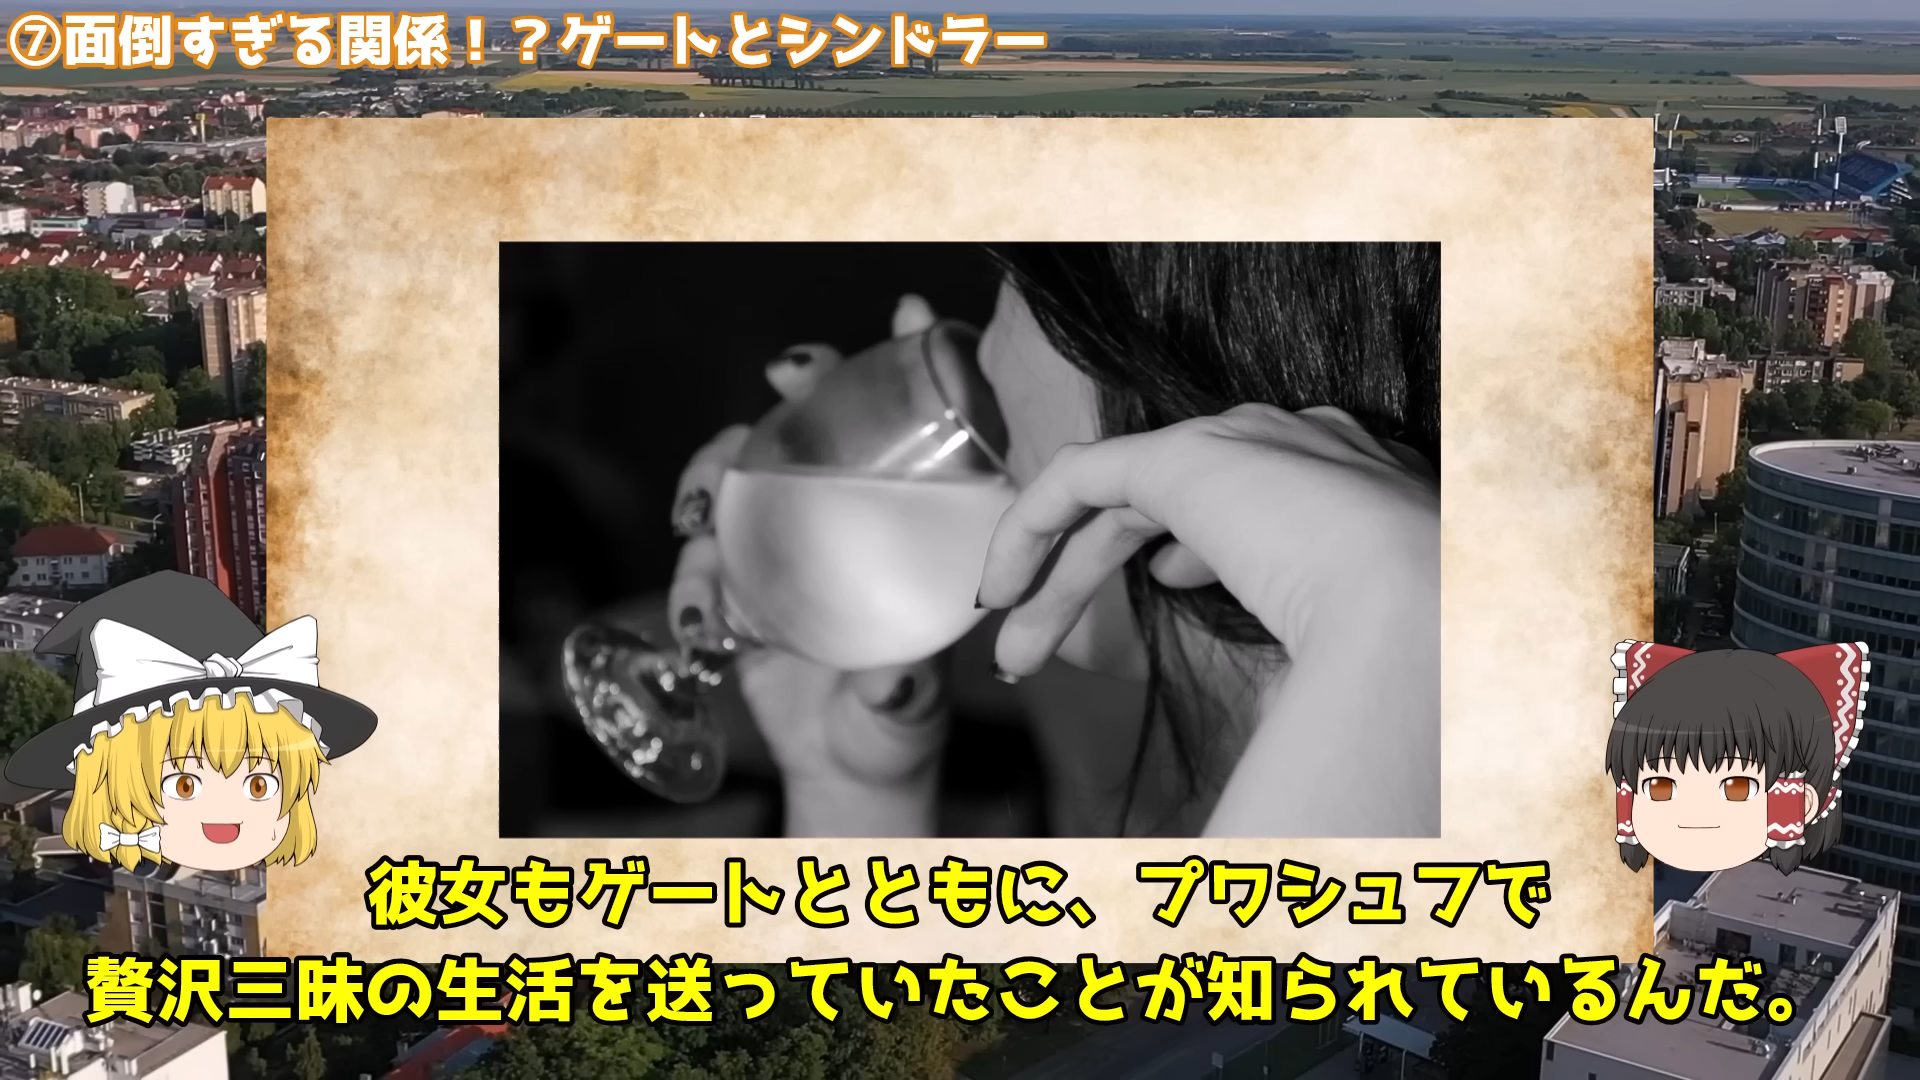 ⑦面倒すぎる関係！？ゲートとシンドラー
彼女もゲートとともに、プワシュフで
贅沢三昧の生活を送っていたことが知られているんだ。